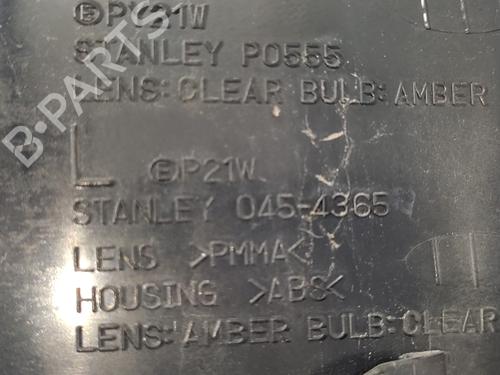 ⒺPY21W
STANLEY P0555
LENS:CLEAR BULB:AMBER
L ⒺP21W
STANLEY 045-4365
LENS >PMMA<
HOUSING >ABS<
LENS:AMBER BULB:CLEAR
B-PARTS